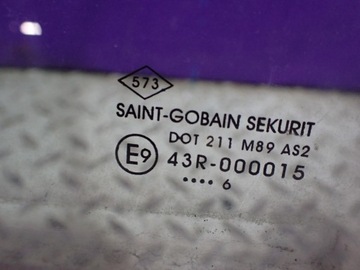 573
SAINT-GOBAIN SEKURIT
DOT 211 M89 AS2
E9 43R-000015
•••• 6